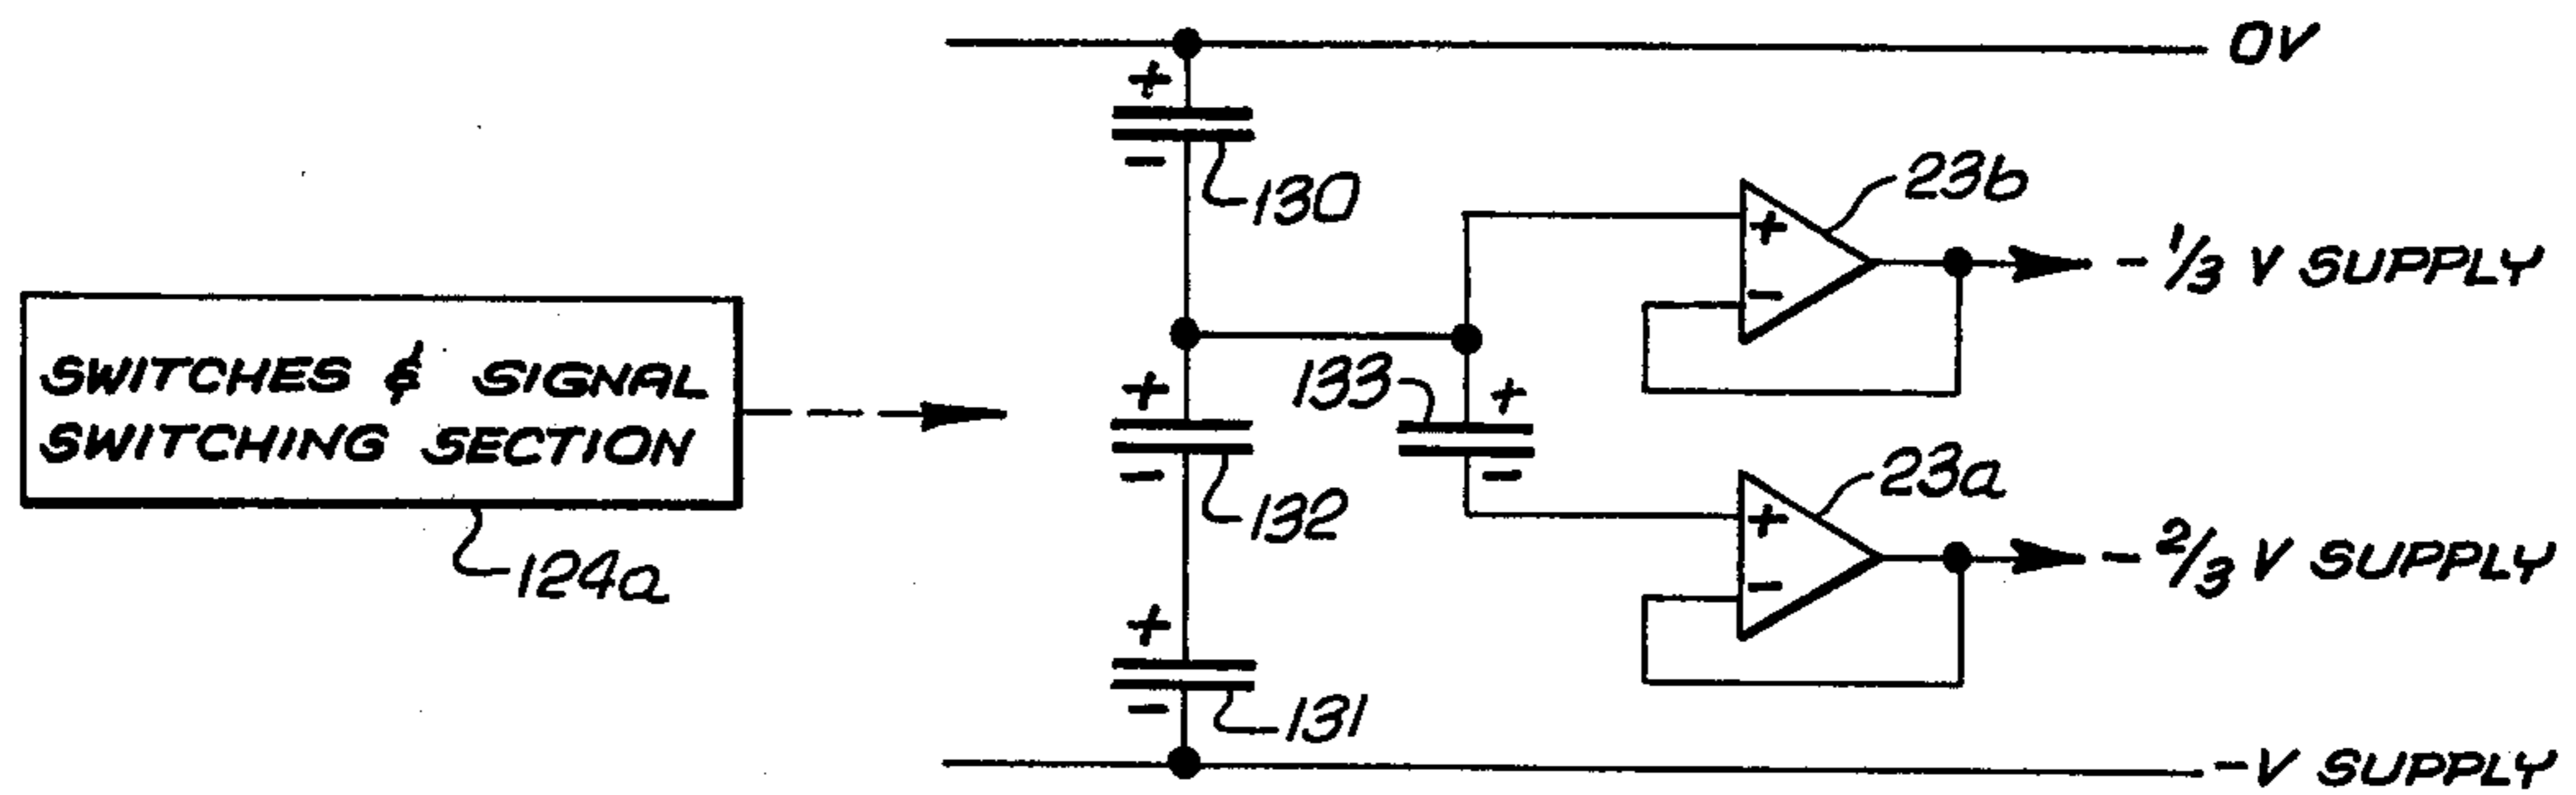 0V
+
-
130
23b
+
-
- 1/3 V SUPPLY
SWITCHES & SIGNAL
SWITCHING SECTION
124a
+
-
132
133
+
-
23a
+
-
- 2/3 V SUPPLY
+
-
131
-V SUPPLY